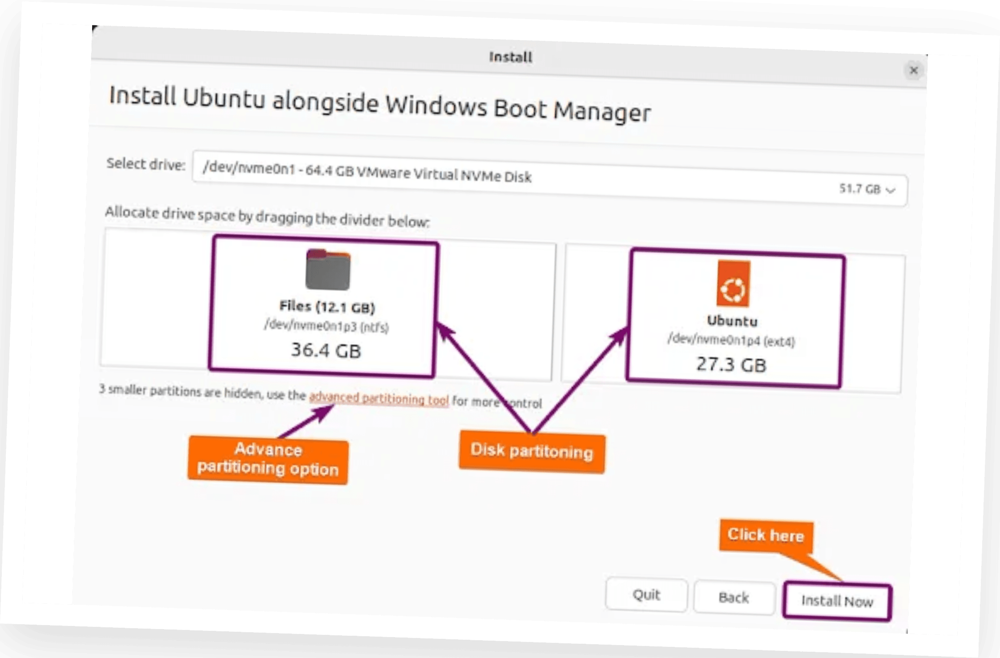 Install
Install Ubuntu alongside Windows Boot Manager
Select drive: /dev/nvme0n1 - 64.4 GB VMware Virtual NVMe Disk 51.7 GB
Allocate drive space by dragging the divider below:
Files (12.1 GB)
/dev/nvme0n1p3 (ntfs)
36.4 GB
Ubuntu
/dev/nvme0n1p4 (ext4)
27.3 GB
3 smaller partitions are hidden, use the advanced partitioning tool for more control
Advance
partitioning option
Disk partitoning
Click here
Quit Back Install Now